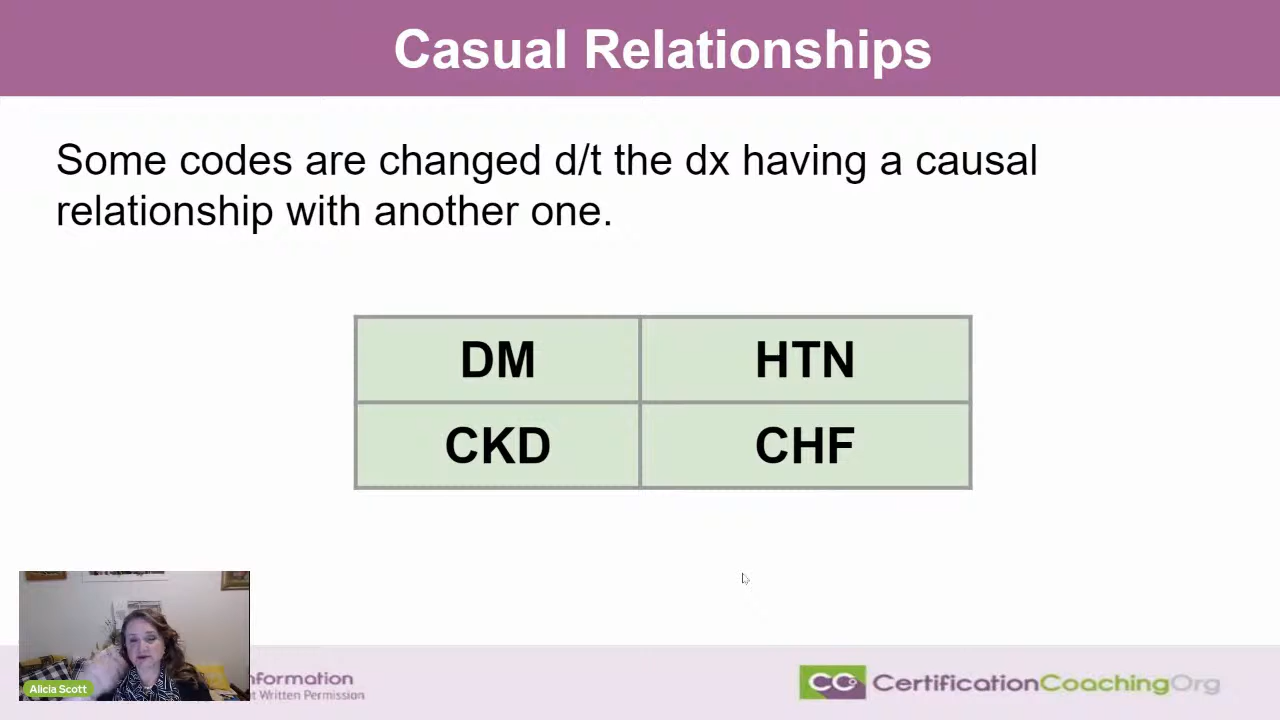 Casual Relationships
Some codes are changed d/t the dx having a causal
relationship with another one.
DM HTN
CKD CHF
Alicia Scott
nformation
t Written Permission
CertificationCoachingOrg